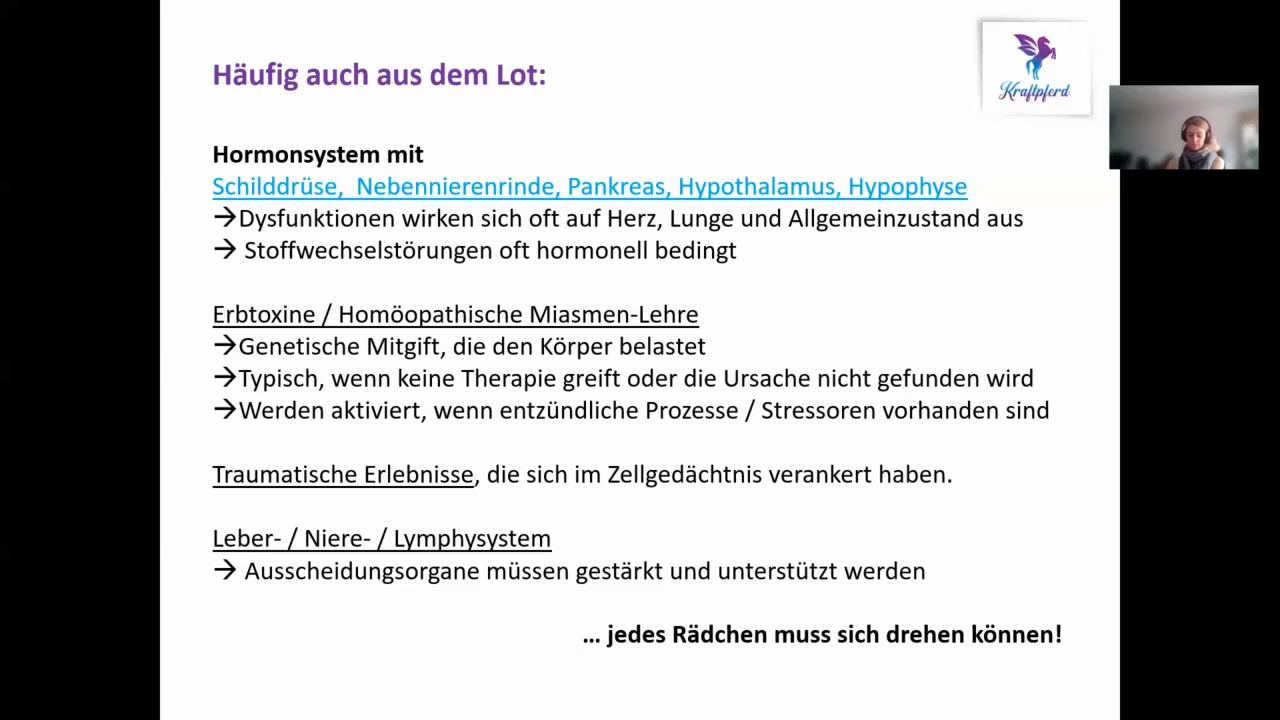 Häufig auch aus dem Lot:
Kraftpferd
Hormonsystem mit
Schilddrüse, Nebennierenrinde, Pankreas, Hypothalamus, Hypophyse
→Dysfunktionen wirken sich oft auf Herz, Lunge und Allgemeinzustand aus
→ Stoffwechselstörungen oft hormonell bedingt
Erbtoxine / Homöopathische Miasmen-Lehre
→Genetische Mitgift, die den Körper belastet
→Typisch, wenn keine Therapie greift oder die Ursache nicht gefunden wird
→Werden aktiviert, wenn entzündliche Prozesse / Stressoren vorhanden sind
Traumatische Erlebnisse, die sich im Zellgedächtnis verankert haben.
Leber- / Niere- / Lymphysystem
→ Ausscheidungsorgane müssen gestärkt und unterstützt werden
... jedes Rädchen muss sich drehen können!